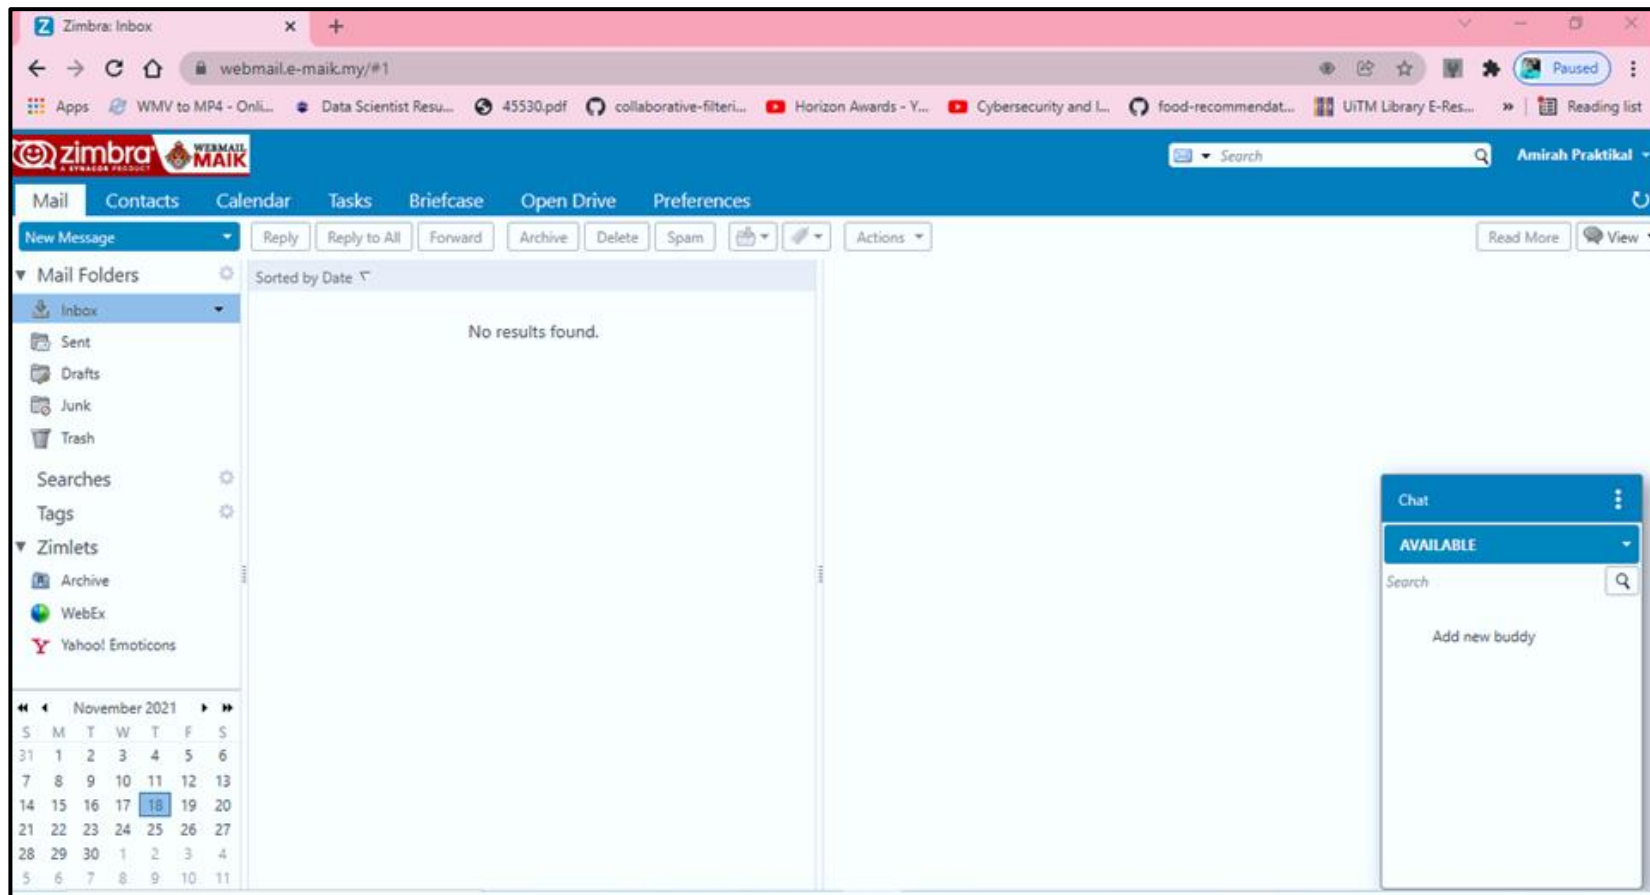 Zimbra: Inbox
webmail.e-maik.my/#1
Paused
Apps WMV to MP4 - Onli... Data Scientist Resu... 45530.pdf collaborative-filteri... Horizon Awards - Y... Cybersecurity and I... food-recommendat... UiTM Library E-Res... » Reading list
zimbra WEBMAIL MAIK
A SYNACOR PRODUCT
Search Amirah Praktikal
Mail Contacts Calendar Tasks Briefcase Open Drive Preferences
New Message Reply Reply to All Forward Archive Delete Spam Actions Read More View
Mail Folders
Sorted by Date
Inbox
No results found.
Sent
Drafts
Junk
Trash
Searches
Tags
Zimlets
Archive
WebEx
Yahoo! Emoticons
Chat
AVAILABLE
Search
Add new buddy
November 2021
S M T W T F S
31 1 2 3 4 5 6
7 8 9 10 11 12 13
14 15 16 17 18 19 20
21 22 23 24 25 26 27
28 29 30 1 2 3 4
5 6 7 8 9 10 11